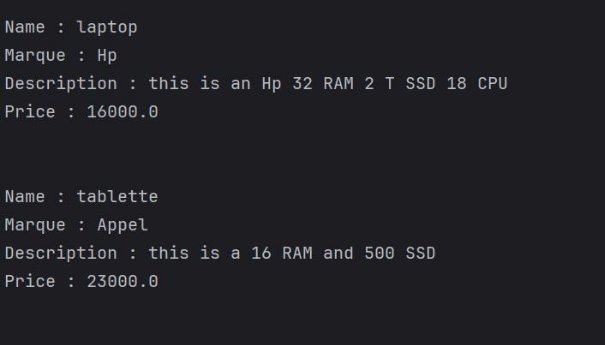 Name : laptop
Marque : Hp
Description : this is an Hp 32 RAM 2 T SSD 18 CPU
Price : 16000.0
Name : tablette
Marque : Appel
Description : this is a 16 RAM and 500 SSD
Price : 23000.0